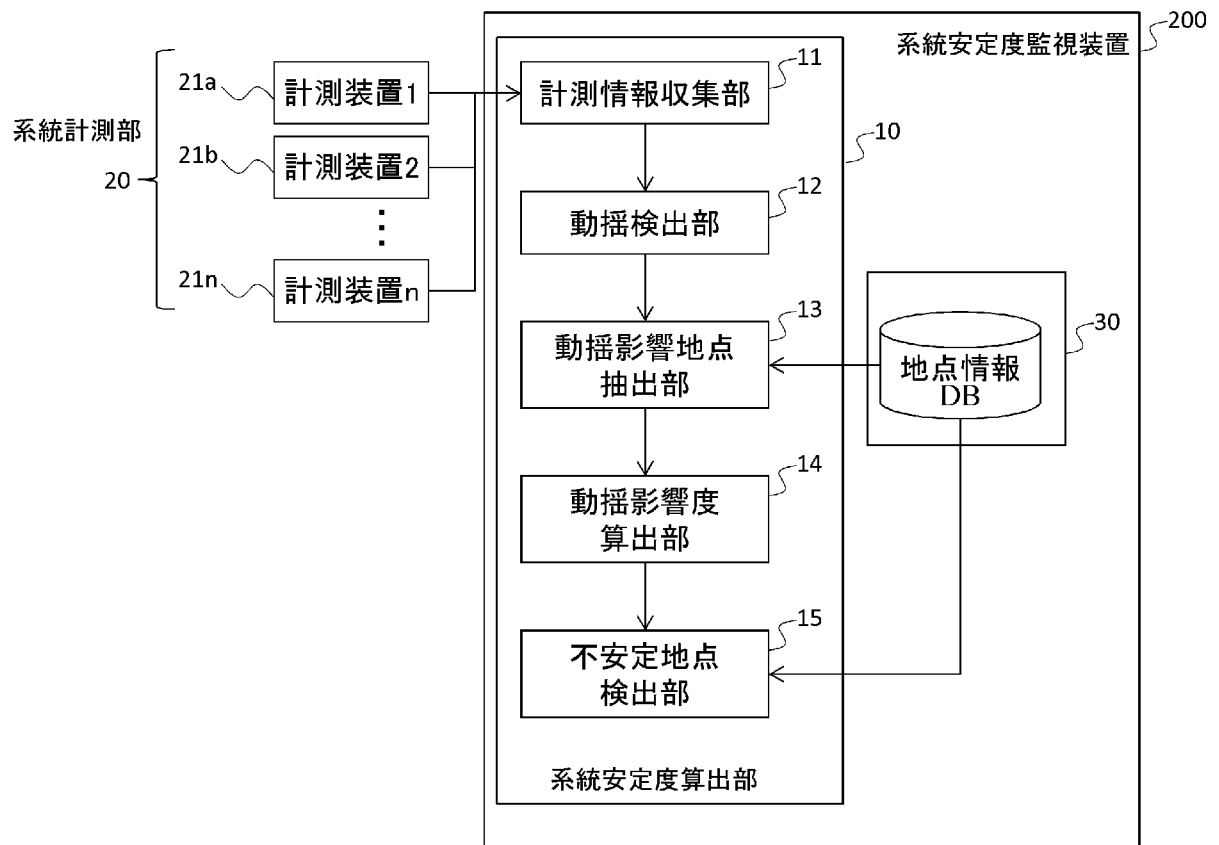 200
系統安定度監視装置
系統計測部
20
21a
計測装置1
21b
計測装置2
⋮
21n
計測装置n
10
11
計測情報収集部
12
動揺検出部
13
動揺影響地点
抽出部
14
動揺影響度
算出部
15
不安定地点
検出部
系統安定度算出部
30
地点情報
DB